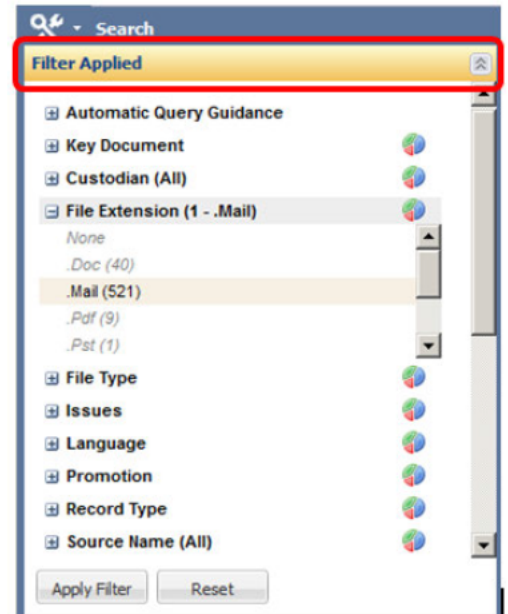 Search
Filter Applied
Automatic Query Guidance
Key Document
Custodian (All)
File Extension (1 - .Mail)
None
.Doc (40)
.Mail (521)
.Pdf (9)
.Pst (1)
File Type
Issues
Language
Promotion
Record Type
Source Name (All)
Apply Filter Reset